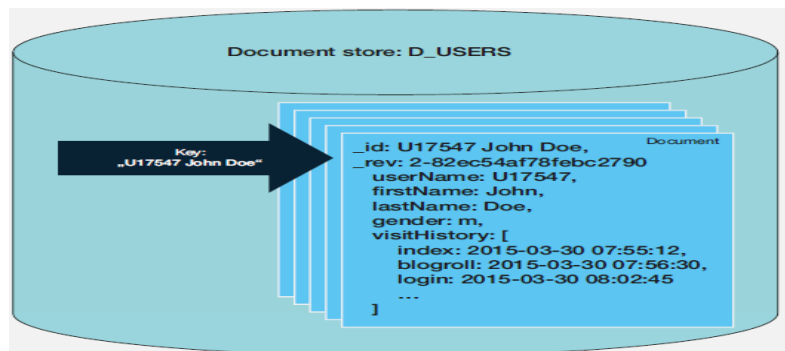 Document store: D_USERS
Key:
„U17547 John Doe“
Document
_id: U17547 John Doe,
_rev: 2-82ec54af78febc2790
userName: U17547,
firstName: John,
lastName: Doe,
gender: m,
visitHistory: [
index: 2015-03-30 07:55:12,
blogroll: 2015-03-30 07:56:30,
login: 2015-03-30 08:02:45
...
]